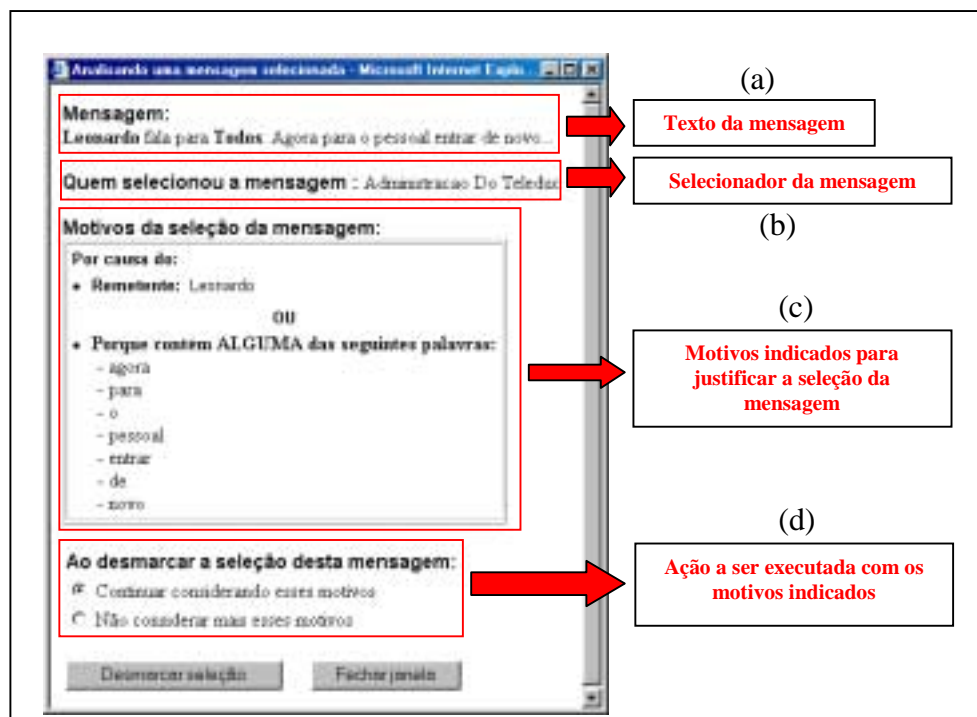 Analisando uma mensagem selecionada - Microsoft Internet Explo...
(a)
Mensagem:
Leonardo fala para Todos: Agora para o pessoal entrar de novo...
Texto da mensagem
Quem selecionou a mensagem : Administracao Do Teleduc
Selecionador da mensagem
(b)
Motivos da seleção da mensagem:
Por causa do:
• Remetente: Leonardo
OU
• Porque contém ALGUMA das seguintes palavras:
- agora
- para
- o
- pessoal
- entrar
- de
- novo
(c)
Motivos indicados para
justificar a seleção da
mensagem
(d)
Ao desmarcar a seleção desta mensagem:
Continuar considerando esses motivos
Não considerar mais esses motivos
Ação a ser executada com os
motivos indicados
Desmarcar seleção
Fechar janela